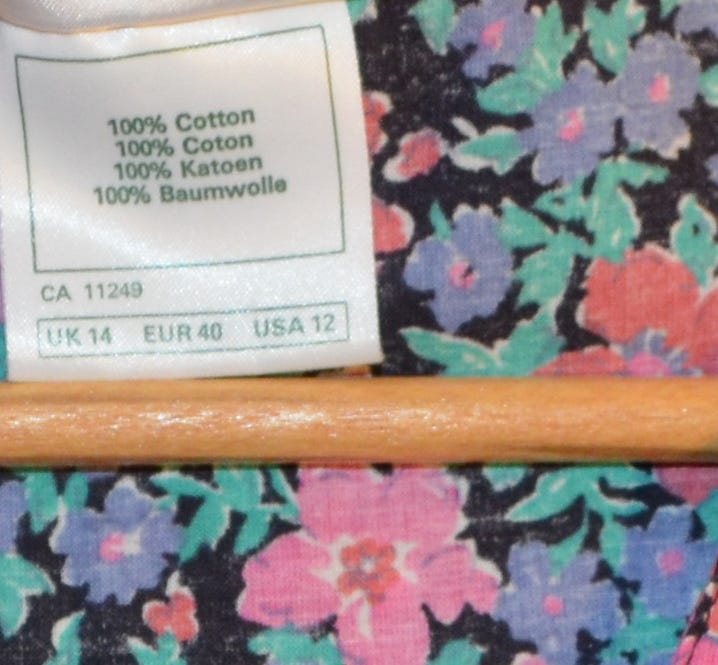 100% Cotton
100% Coton
100% Katoen
100% Baumwolle
CA 11249
UK 14 EUR 40 USA 12